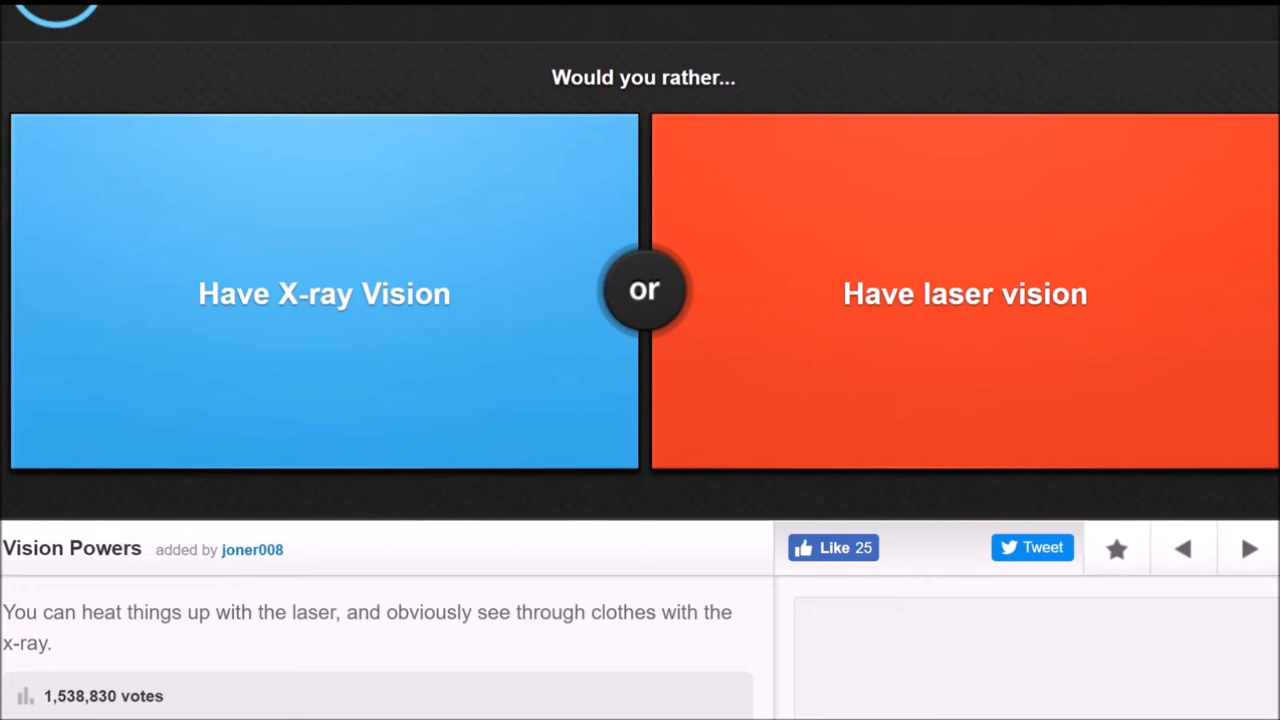 Would you rather...
Have X-ray Vision
or
Have laser vision
Vision Powers added by joner008
Like 25
Tweet
You can heat things up with the laser, and obviously see through clothes with the
x-ray.
1,538,830 votes